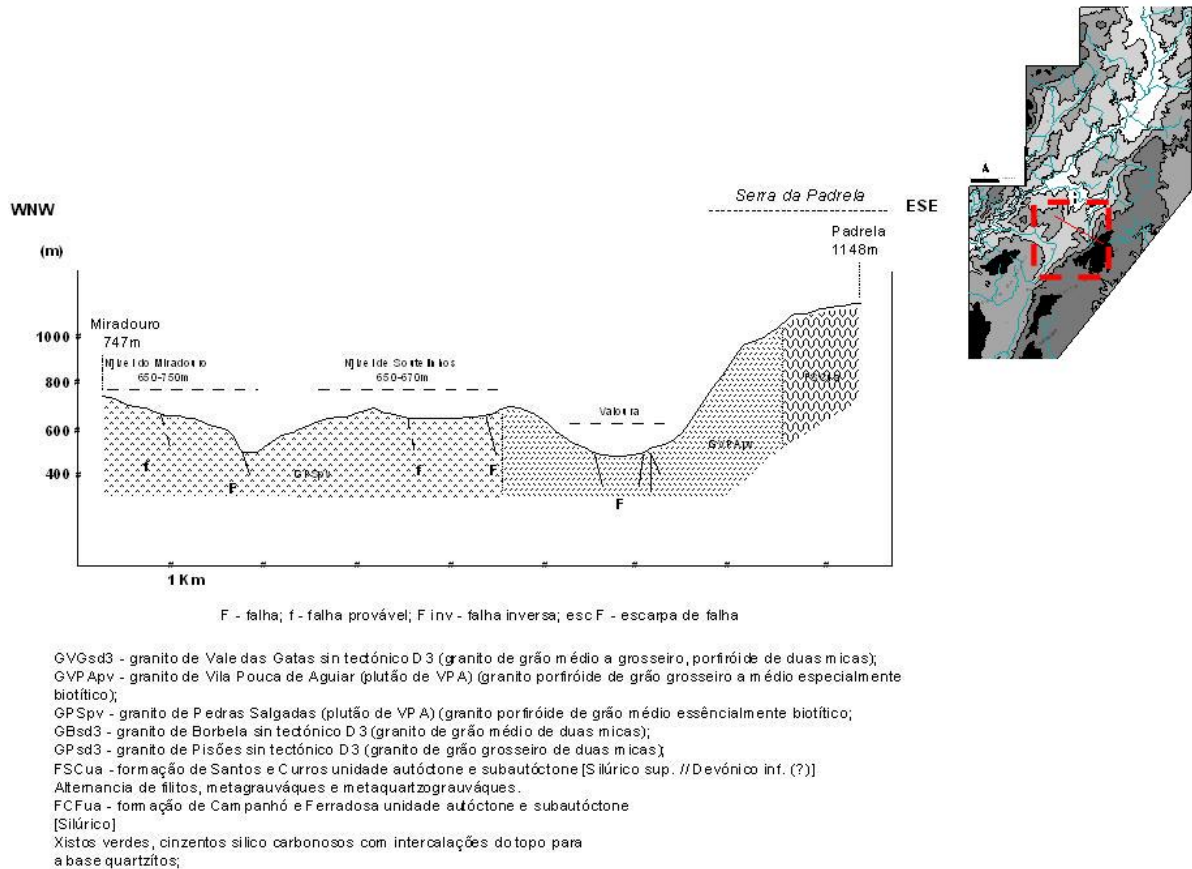 Serra da Padrela
WNW
ESE
(m)
Padrela
1148m
Miradouro
747m
1000
800
600
400
650-750m
650-670m
Valoura
f
F
GPSpv
f
F
F
GVPApv
1 Km
A
F - falha; f - falha provável; F inv - falha inversa; esc F - escarpa de falha
GVGsd3 - granito de Vale das Gatas sin tectónico D3 (granito de grão médio a grosseiro, porfiróide de duas micas);
GVPApv - granito de Vila Pouca de Aguiar (plutão de VPA) (granito porfiróide de grão grosseiro a médio especialmente
biotítico);
GPSpv - granito de Pedras Salgadas (plutão de VPA) (granito porfiróide de grão médio essêncialmente biotítico;
GBsd3 - granito de Borbela sin tectónico D3 (granito de grão médio de duas micas);
GPsd3 - granito de Pisões sin tectónico D3 (granito de grão grosseiro de duas micas);
FSCua - formação de Santos e Curros unidade autóctone e subautóctone [Silúrico sup. // Devónico inf. (?)]
Alternancia de filitos, metagrauváques e metaquartzograuváques.
FCFua - formação de Campanhó e Ferradosa unidade autóctone e subautóctone
[Silúrico]
Xistos verdes, cinzentos silico carbonosos com intercalações do topo para
a base quartzítos;